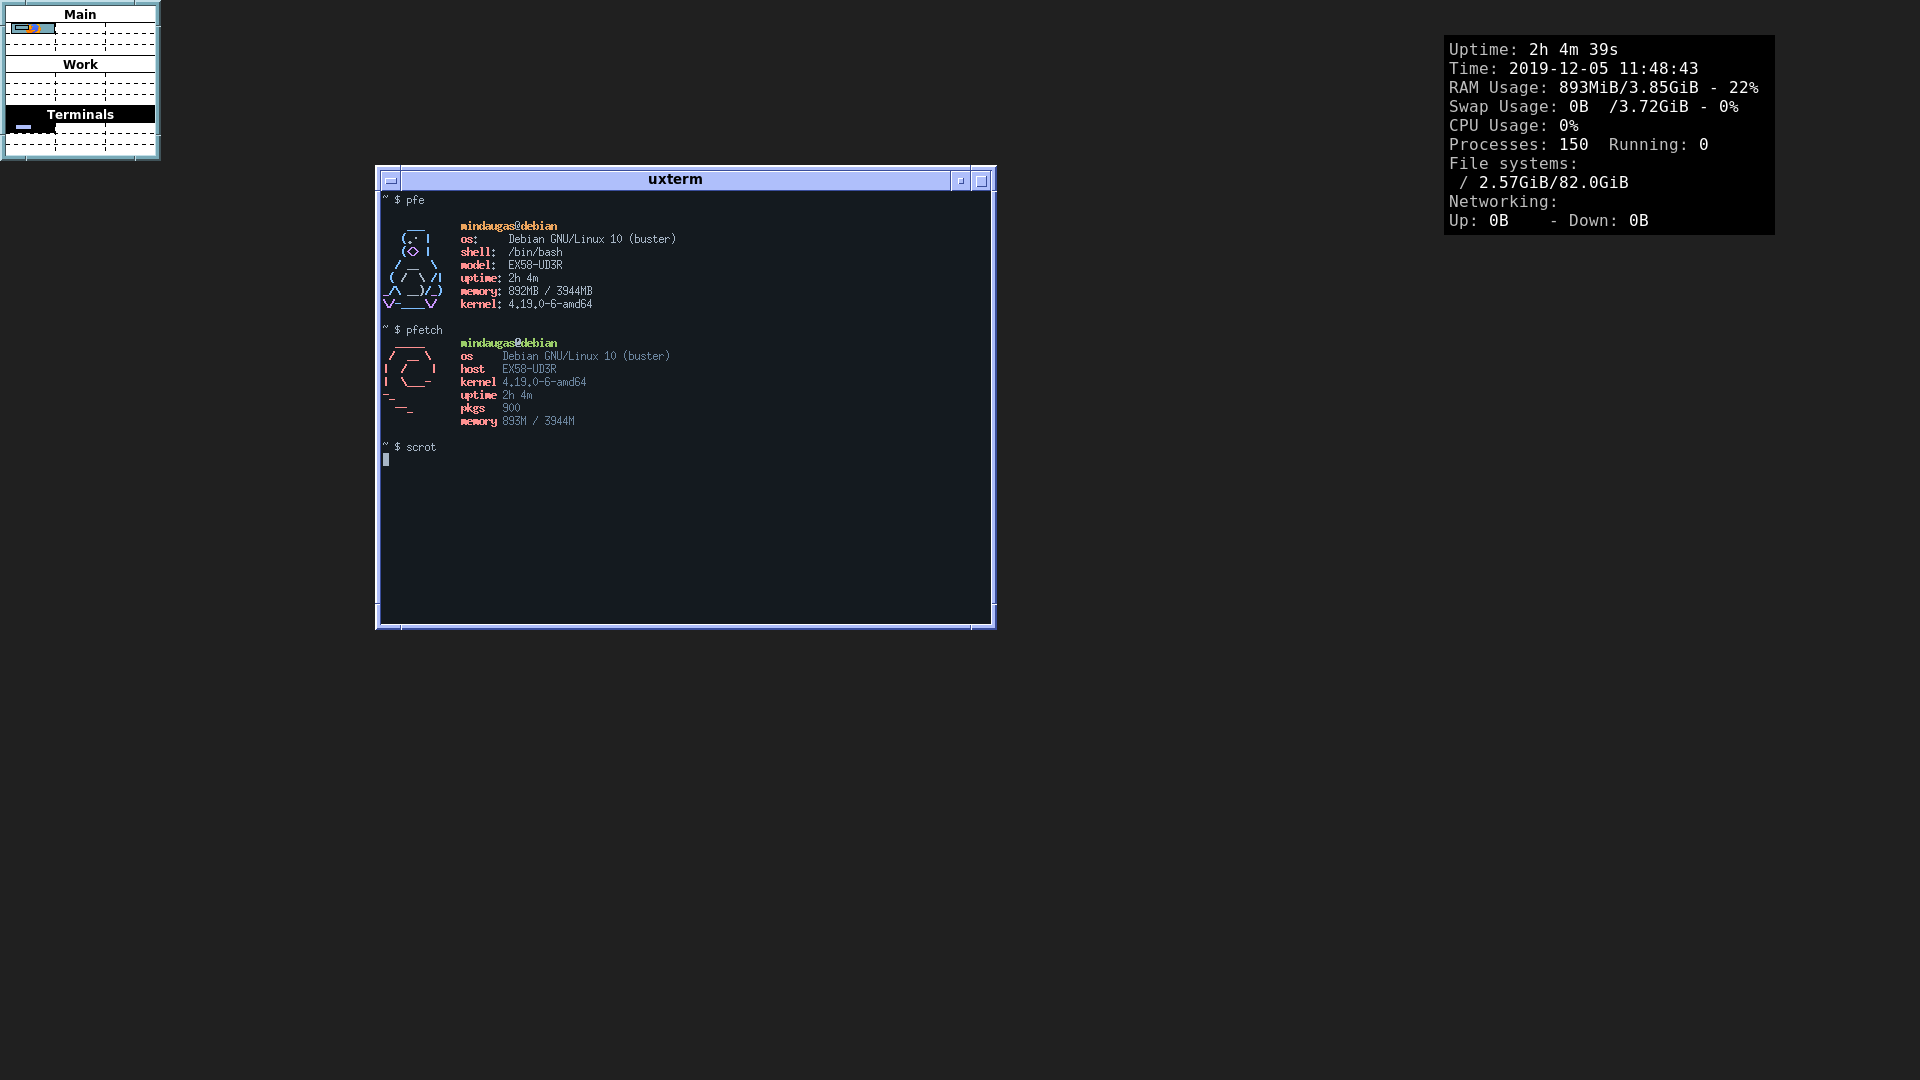 Main
Work
Terminals
Uptime: 2h 4m 39s
Time: 2019-12-05 11:48:43
RAM Usage: 893MiB/3.85GiB - 22%
Swap Usage: 0B  /3.72GiB - 0%
CPU Usage: 0%
Processes: 150  Running: 0
File systems:
/ 2.57GiB/82.0GiB
Networking:
Up: 0B    - Down: 0B
uxterm
~ $ pfe
mindaugas@debian
os:     Debian GNU/Linux 10 (buster)
shell:  /bin/bash
model:  EX58-UD3R
uptime: 2h 4m
memory: 892MB / 3944MB
kernel: 4.19.0-6-amd64
~ $ pfetch
mindaugas@debian
os     Debian GNU/Linux 10 (buster)
host   EX58-UD3R
kernel 4.19.0-6-amd64
uptime 2h 4m
pkgs   900
memory 893M / 3944M
~ $ scrot